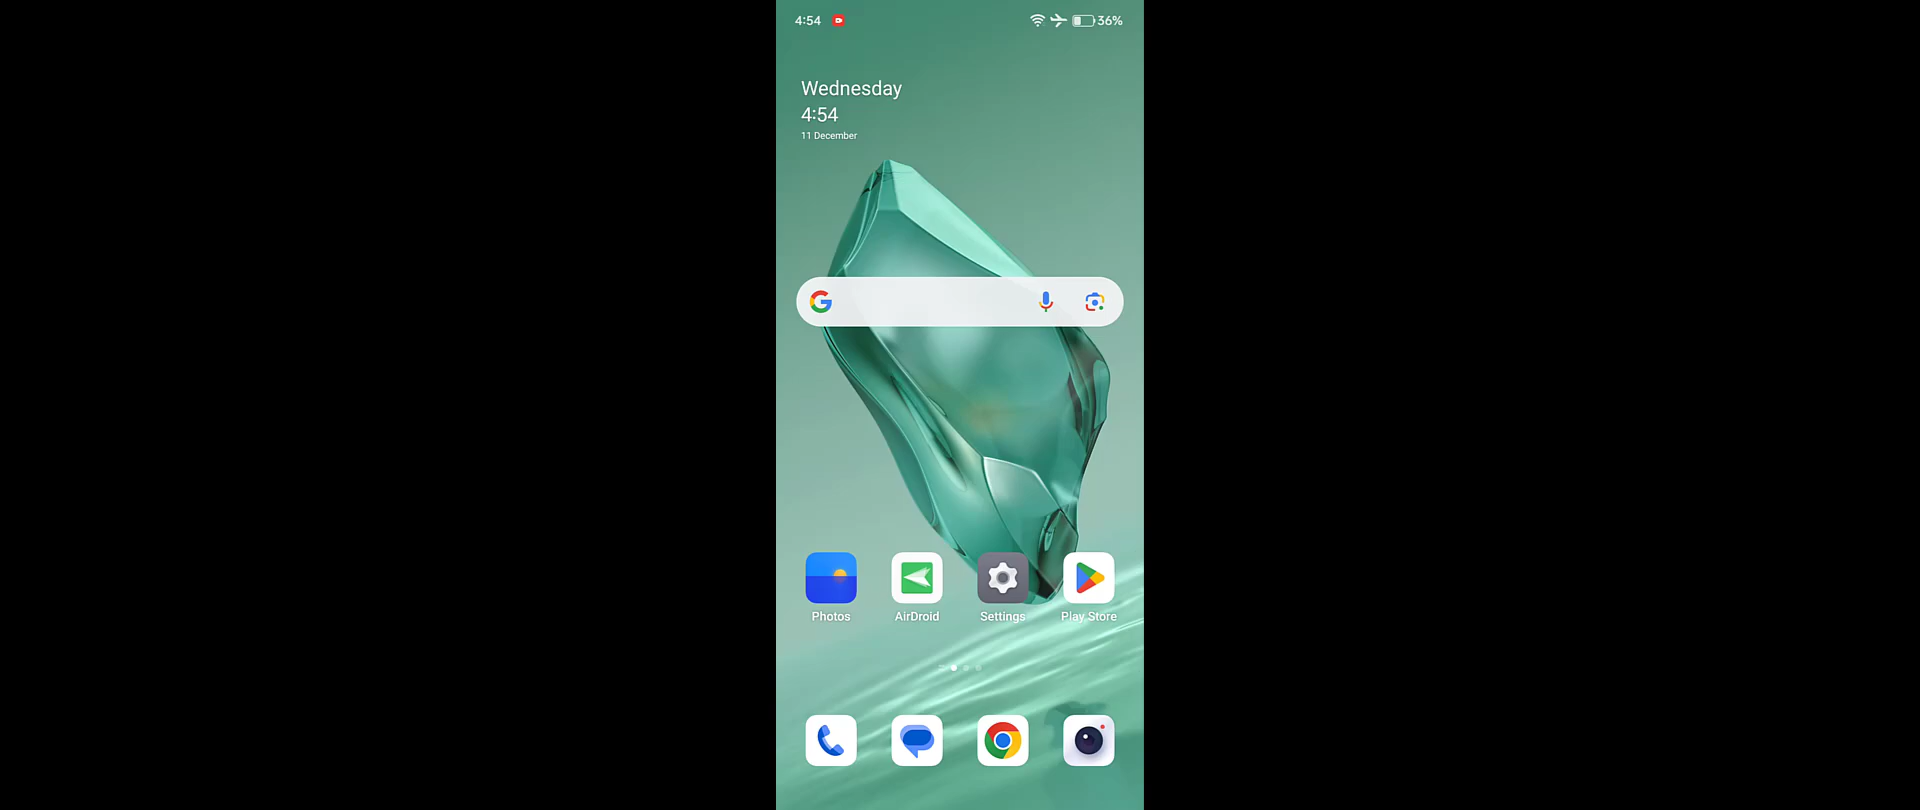 4:54 36%
Wednesday
4:54
11 December
Photos AirDroid Settings Play Store